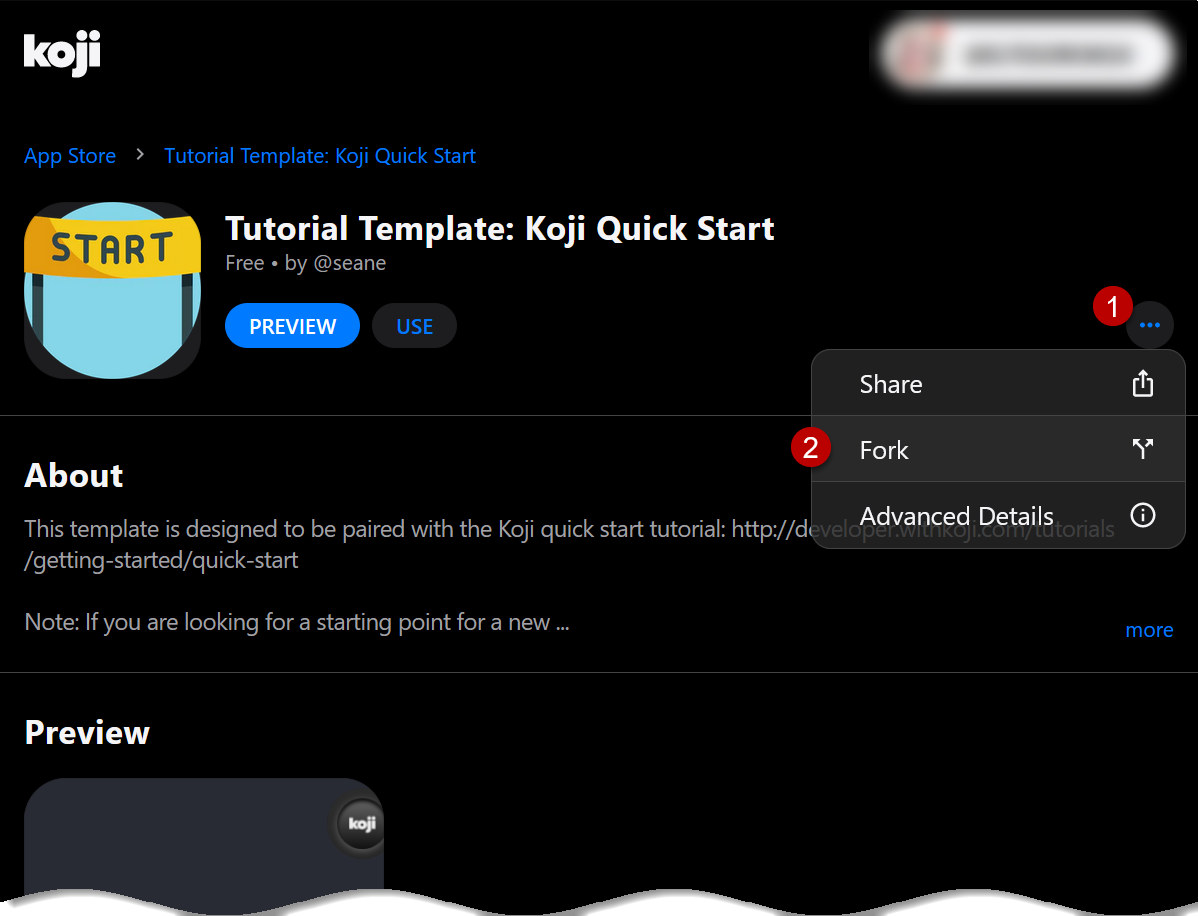 koji
App Store > Tutorial Template: Koji Quick Start
START
Tutorial Template: Koji Quick Start
Free • by @seane
PREVIEW
USE
1
...
Share
2
Fork
Advanced Details
About
This template is designed to be paired with the Koji quick start tutorial: http://developer.withkoji.com/tutorials
/getting-started/quick-start
Note: If you are looking for a starting point for a new ...
more
Preview
koji